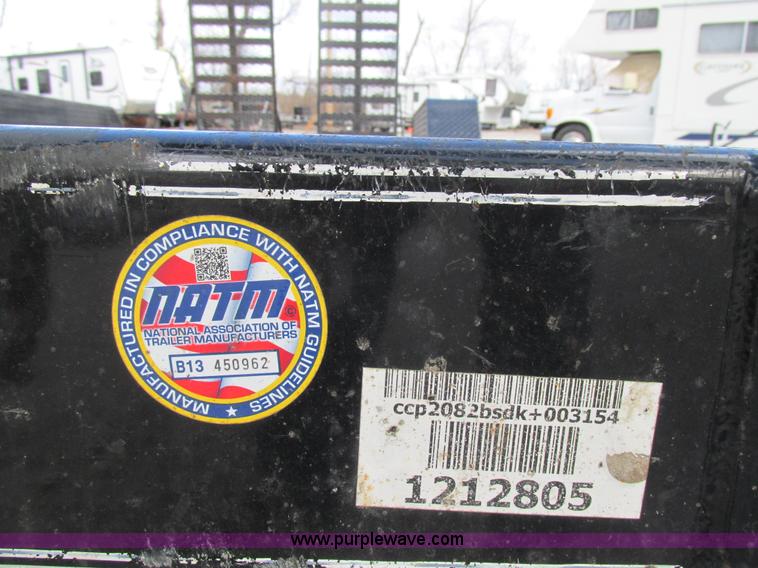 MANUFACTURED IN COMPLIANCE WITH NATM GUIDELINES
NATM ©
NATIONAL ASSOCIATION OF
TRAILER MANUFACTURERS
B13 450962
ccp2082bsdk+003154
1212805
www.purplewave.com